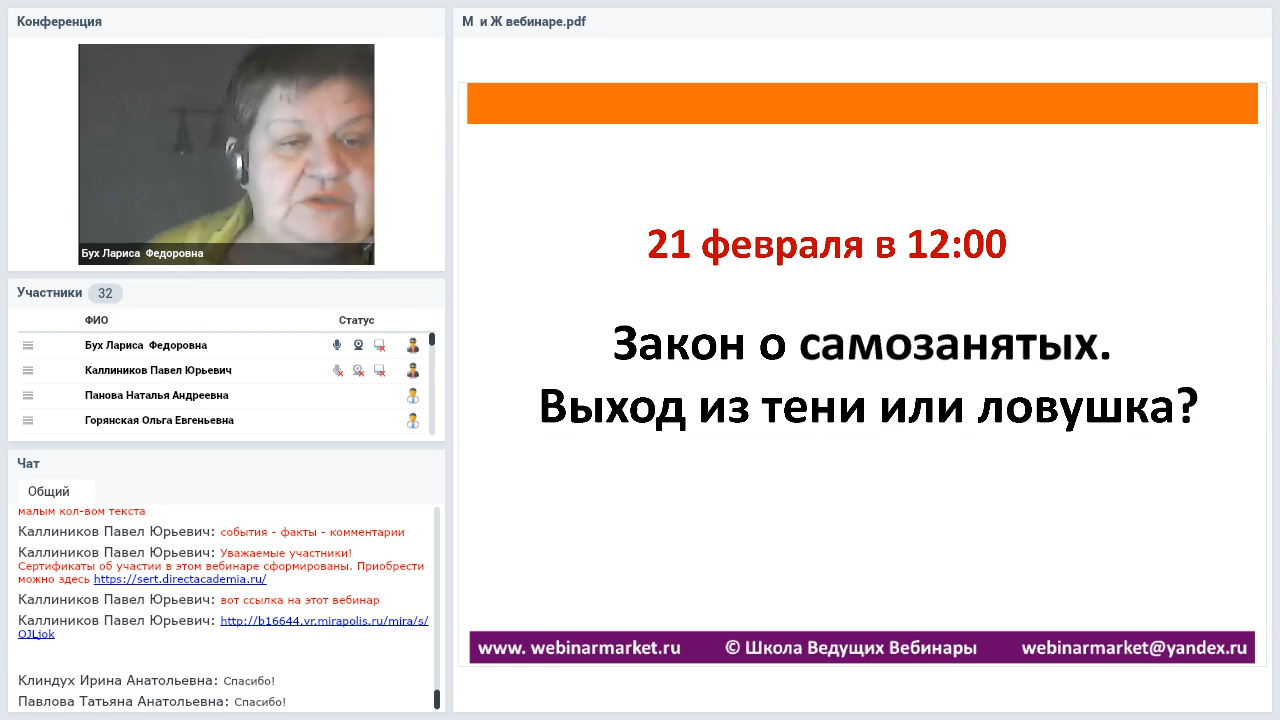 Конференция
Бух Лариса Федоровна
Участники 32
ФИО Статус
Бух Лариса Федоровна
Каллиников Павел Юрьевич
Панова Наталья Андреевна
Горянская Ольга Евгеньевна
Чат
Общий
малым кол-вом текста
Каллиников Павел Юрьевич: события - факты - комментарии
Каллиников Павел Юрьевич: Уважаемые участники!
Сертификаты об участии в этом вебинаре сформированы. Приобрести
можно здесь https://sert.directacademia.ru/
Каллиников Павел Юрьевич: вот ссылка на этот вебинар
Каллиников Павел Юрьевич: http://b16644.vr.mirapolis.ru/mira/s/
OJLjok
Клиндух Ирина Анатольевна: Спасибо!
Павлова Татьяна Анатольевна: Спасибо!
М и Ж вебинаре.pdf
21 февраля в 12:00
Закон о самозанятых.
Выход из тени или ловушка?
www. webinarmarket.ru © Школа Ведущих Вебинары webinarmarket@yandex.ru